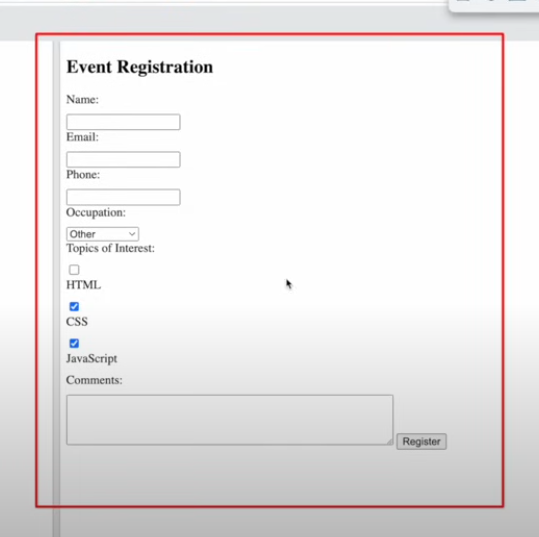 Event Registration
Name:
Email:
Phone:
Occupation:
Other
Topics of Interest:
HTML
CSS
JavaScript
Comments:
Register